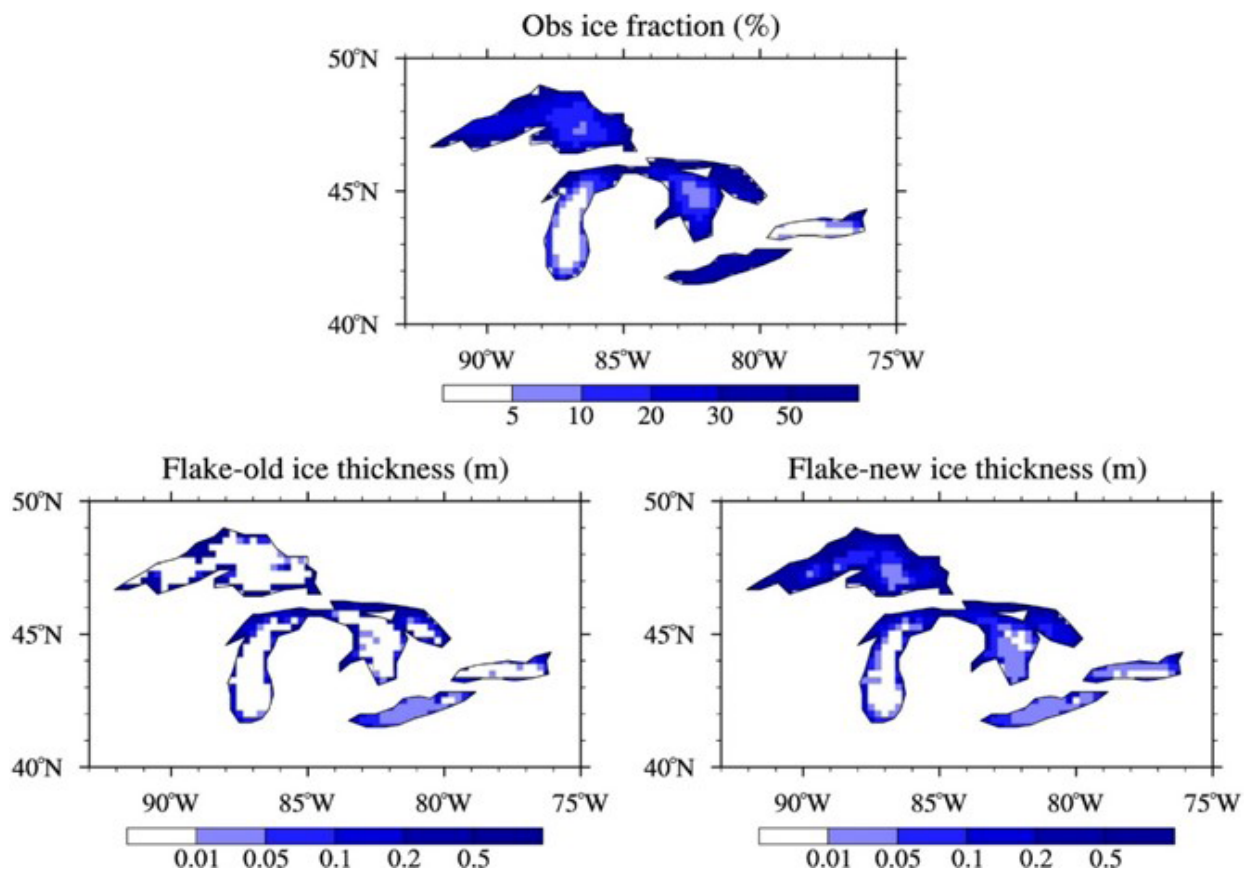 Obs ice fraction (%)
50°N
45°N
40°N
90°W 85°W 80°W 75°W
5 10 20 30 50
Flake-old ice thickness (m)
50°N
45°N
40°N
90°W 85°W 80°W 75°W
0.01 0.05 0.1 0.2 0.5
Flake-new ice thickness (m)
50°N
45°N
40°N
90°W 85°W 80°W 75°W
0.01 0.05 0.1 0.2 0.5